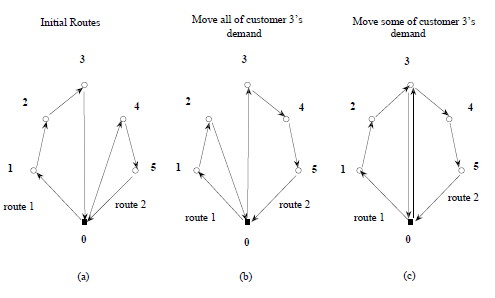 Initial Routes
3
2
4
1
5
route 1
route 2
0
(a)
Move all of customer 3's
demand
3
2
4
1
5
route 1
route 2
0
(b)
Move some of customer 3's
demand
3
2
4
1
5
route 1
route 2
0
(c)